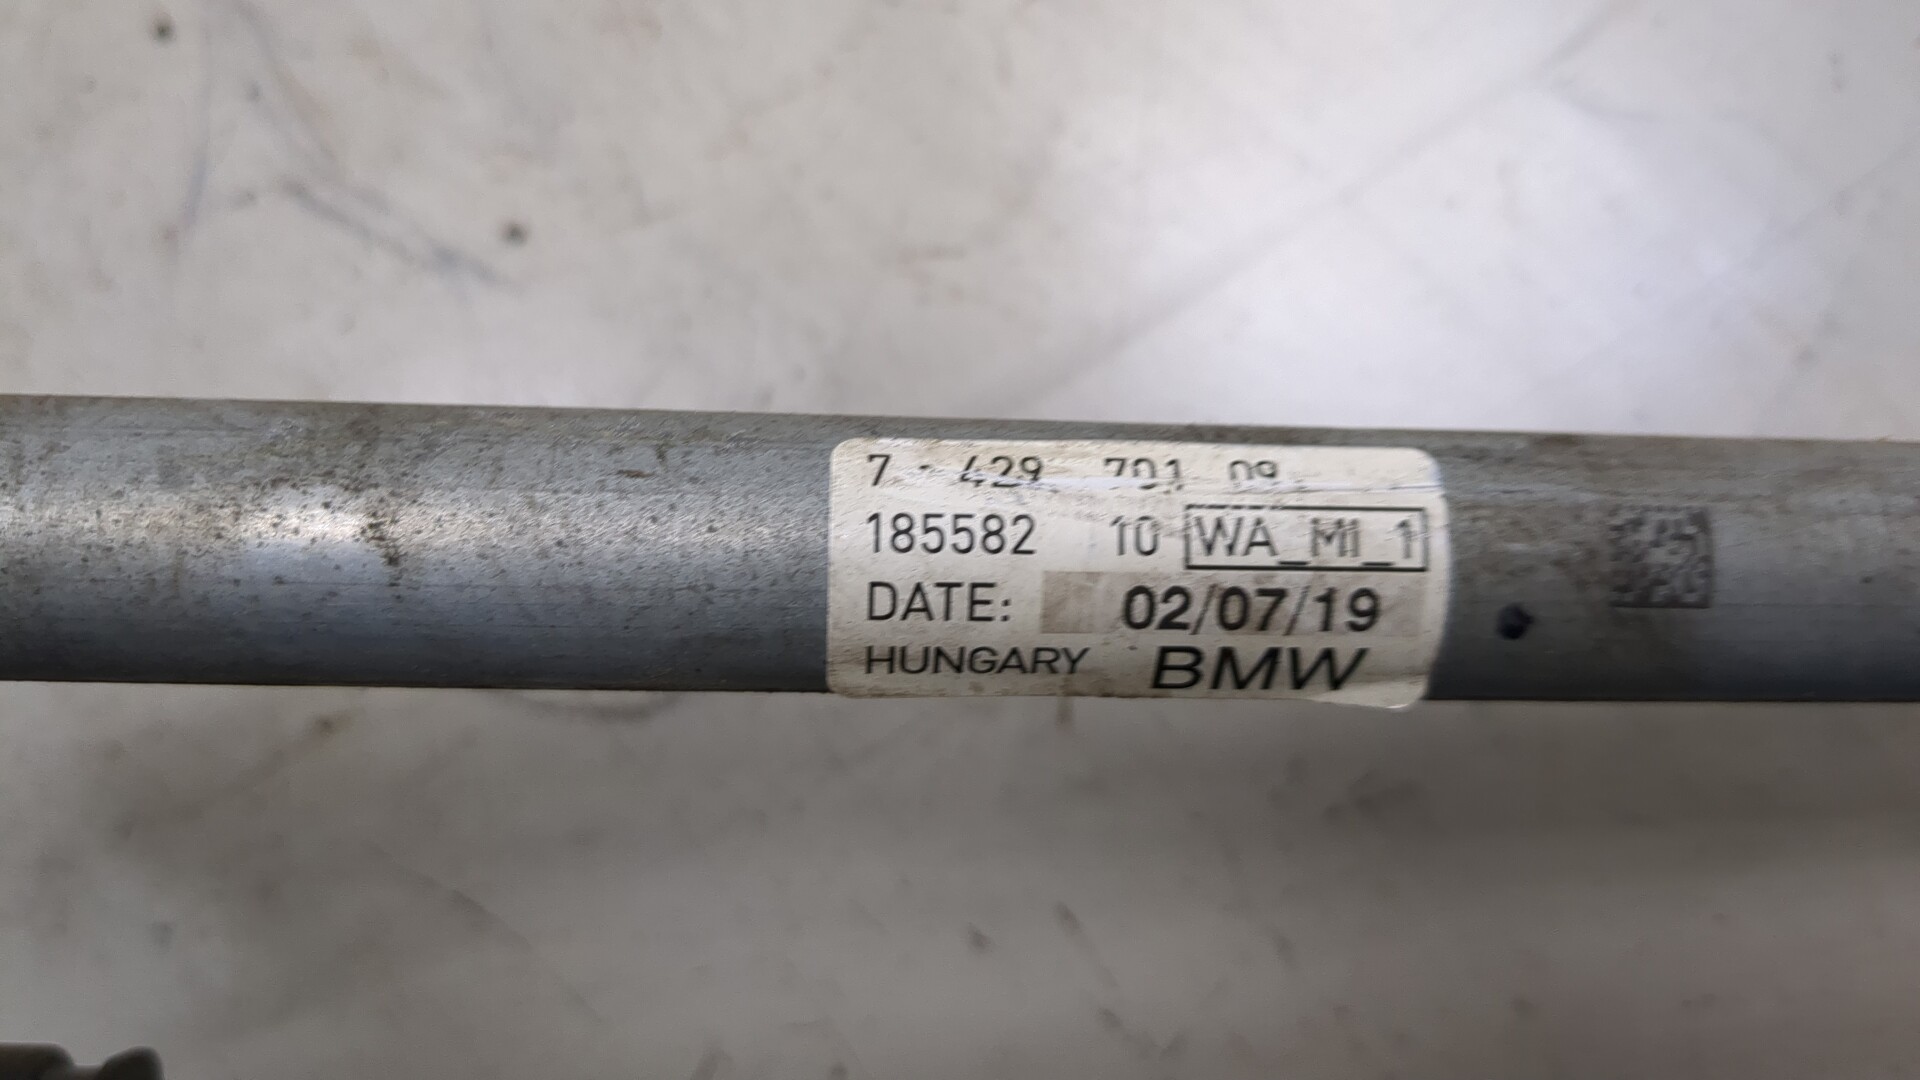 7 - 429 701 09
185582 10 WA_MI_1
DATE: 02/07/19
HUNGARY BMW